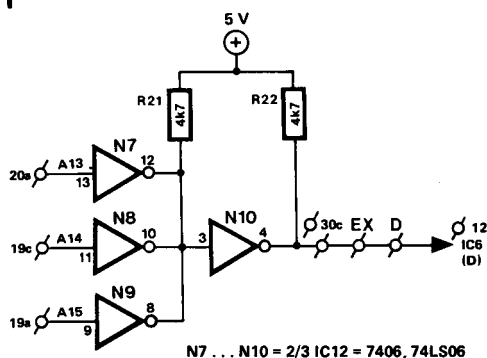 5 V
+
R21
4k7
R22
4k7
N7
20a
A13
13
12
N8
19c
A14
11
10
N10
3
4
30c
EX
D
12
IC6
(D)
N9
19a
A15
9
8
N7 . . . N10 = 2/3 IC12 = 7406, 74LS06